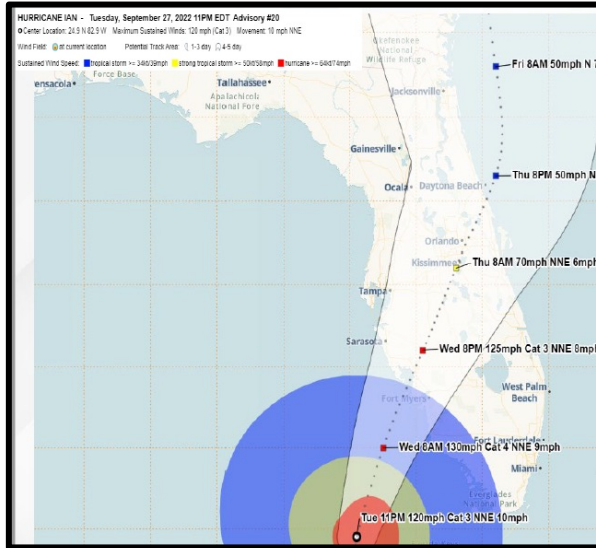 HURRICANE IAN - Tuesday, September 27, 2022 11PM EDT Advisory #20
Center Location: 24.9 N 82.9 W Maximum Sustained Winds: 120 mph (Cat 3) Movement: 10 mph NNE
Wind Field: at current location Potential Track Area: 1-3 day 4-5 day
Sustained Wind Speed: tropical storm >= 34kt/39mph strong tropical storm >= 50kt/58mph hurricane >= 64kt/74mph
Okefenokee
National
Wildlife Refuge
Fri 8AM 50mph N 7
Force Base
ensacola
Tallahassee
Apalachicola
National Forest
Jacksonville
Gainesville
Ocala
Thu 8PM 50mph N
Daytona Beach
Orlando
Kissimmee
Thu 8AM 70mph NNE 6mph
Tampa
Sarasota
Wed 8PM 125mph Cat 3 NNE 8mph
West Palm
Beach
Fort Myers
Fort Lauderdale
Wed 8AM 130mph Cat 4 NNE 9mph
Miami
Everglades
National Park
Tue 11PM 120mph Cat 3 NNE 10mph